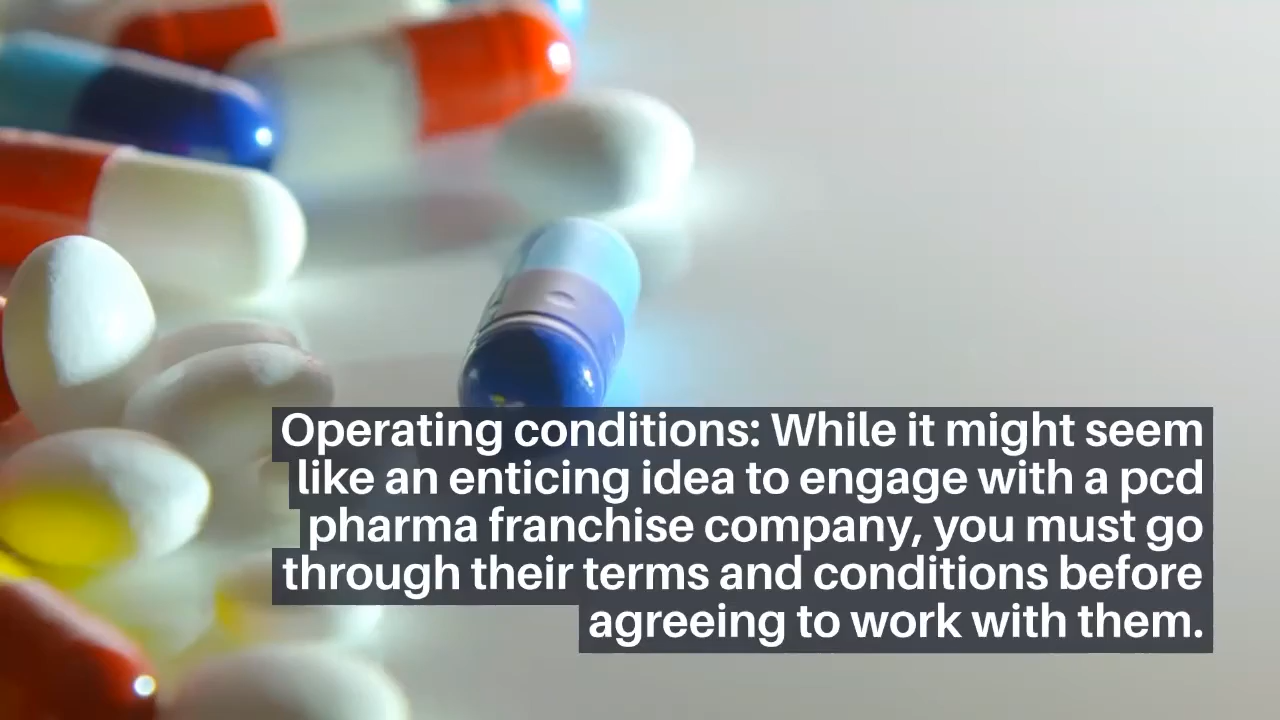 Operating conditions: While it might seem
like an enticing idea to engage with a pcd
pharma franchise company, you must go
through their terms and conditions before
agreeing to work with them.